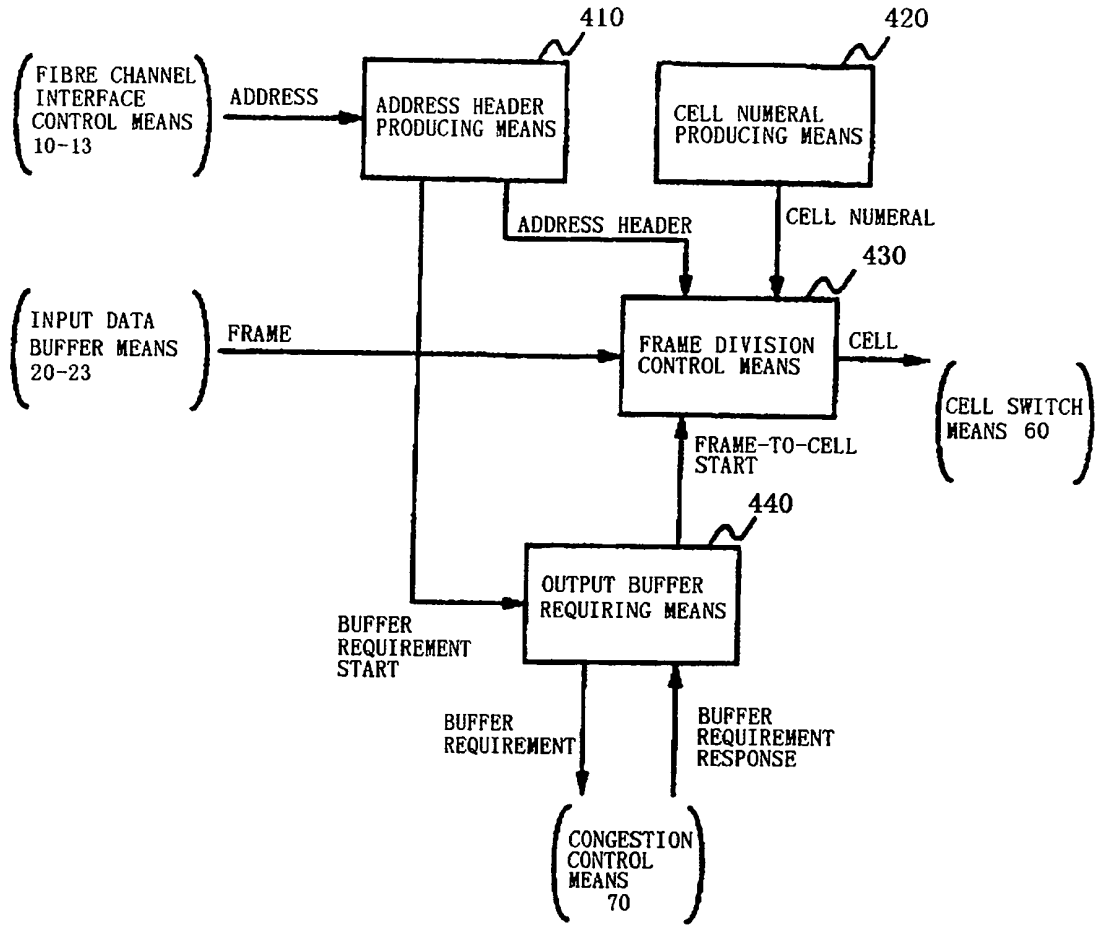 410
420
FIBRE CHANNEL
INTERFACE
CONTROL MEANS
10-13
ADDRESS
ADDRESS HEADER
PRODUCING MEANS
CELL NUMERAL
PRODUCING MEANS
ADDRESS HEADER
CELL NUMERAL
430
INPUT DATA
BUFFER MEANS
20-23
FRAME
FRAME DIVISION
CONTROL MEANS
CELL
CELL SWITCH
MEANS 60
FRAME-TO-CELL
START
440
OUTPUT BUFFER
REQUIRING MEANS
BUFFER
REQUIREMENT
START
BUFFER
REQUIREMENT
BUFFER
REQUIREMENT
RESPONSE
CONGESTION
CONTROL
MEANS
70